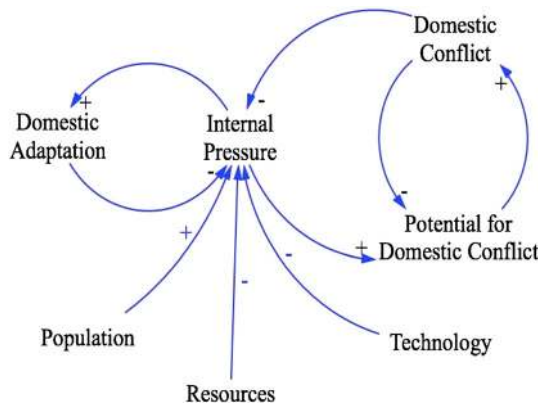 Domestic
Conflict
+
-
+
Domestic
Adaptation
Internal
Pressure
-
-
Potential for
Domestic Conflict
+
+
-
-
Population
Technology
Resources